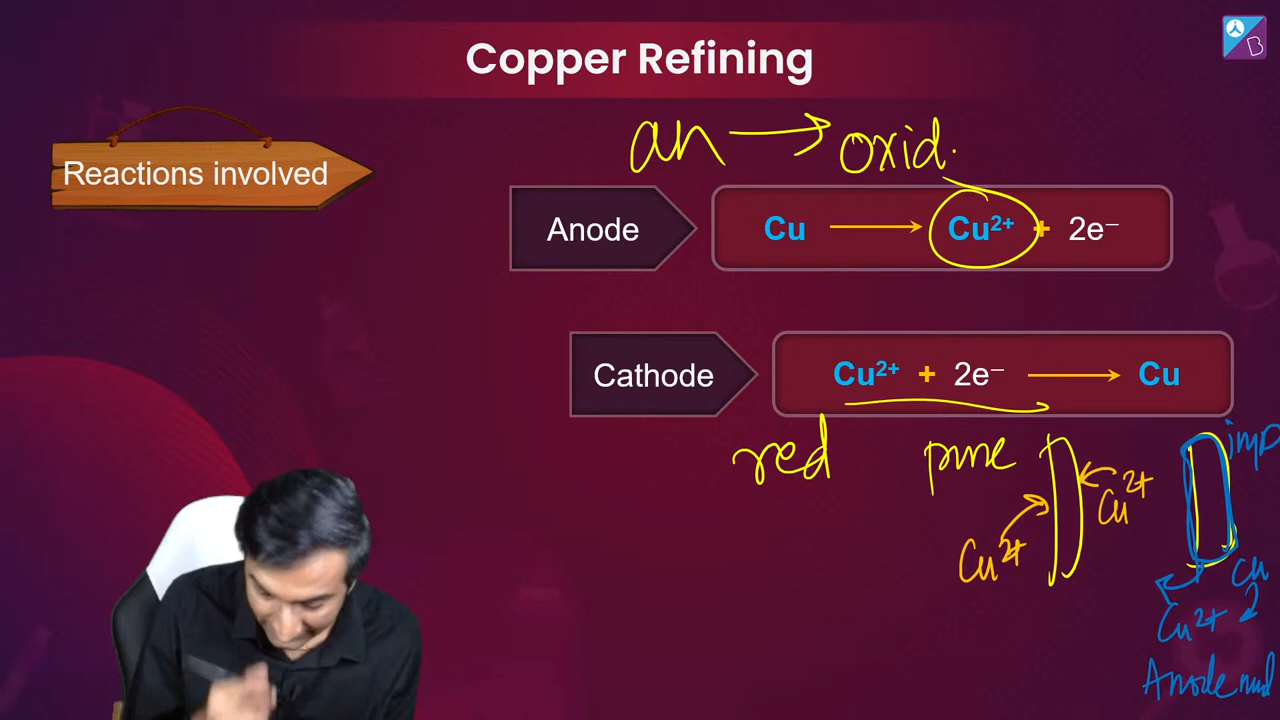 Copper Refining
B
Reactions involved
an → oxid.
Anode
Cu → Cu²⁺ + 2e⁻
Cathode
Cu²⁺ + 2e⁻ → Cu
red
pure
imp
Cu²⁺
Cu²⁺
Cu
Cu²⁺
Anode mud